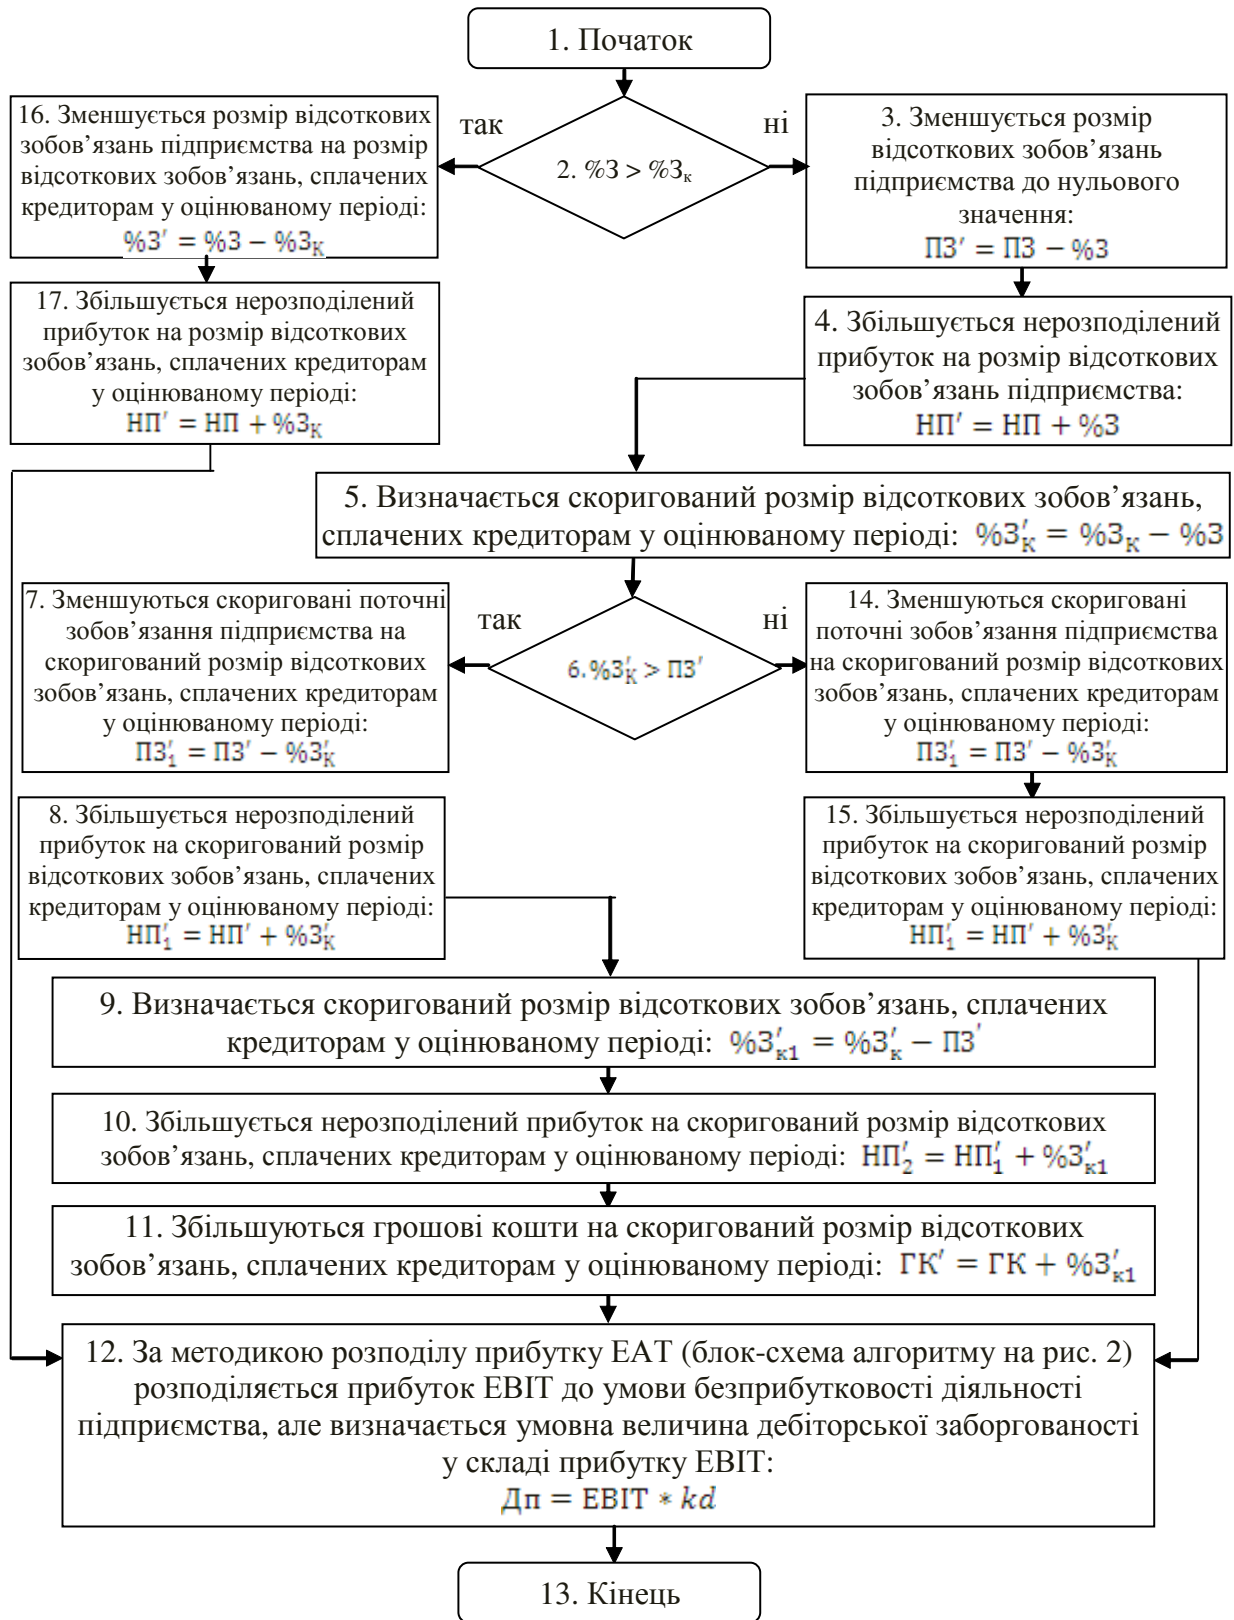 1. Початок
16. Зменшується розмір відсоткових
зобов’язань підприємства на розмір
відсоткових зобов’язань, сплачених
кредиторам у оцінюваному періоді:
%З′ = %З − %З_К
так
2. %З > %З_к
ні
3. Зменшується розмір
відсоткових зобов’язань
підприємства до нульового
значення:
ПЗ′ = ПЗ − %З
17. Збільшується нерозподілений
прибуток на розмір відсоткових
зобов’язань, сплачених кредиторам
у оцінюваному періоді:
НП′ = НП + %З_К
4. Збільшується нерозподілений
прибуток на розмір відсоткових
зобов’язань підприємства:
НП′ = НП + %З
5. Визначається скоригований розмір відсоткових зобов’язань,
сплачених кредиторам у оцінюваному періоді: %З′_К = %З_К − %З
7. Зменшуються скориговані поточні
зобов’язання підприємства на
скоригований розмір відсоткових
зобов’язань, сплачених кредиторам
у оцінюваному періоді:
ПЗ′_1 = ПЗ′ − %З′_К
так
6. %З′_К > ПЗ′
ні
14. Зменшуються скориговані
поточні зобов’язання підприємства
на скоригований розмір відсоткових
зобов’язань, сплачених кредиторам
у оцінюваному періоді:
ПЗ′_1 = ПЗ′ − %З′_К
8. Збільшується нерозподілений
прибуток на скоригований розмір
відсоткових зобов’язань, сплачених
кредиторам у оцінюваному періоді:
НП′_1 = НП′ + %З′_К
15. Збільшується нерозподілений
прибуток на скоригований розмір
відсоткових зобов’язань, сплачених
кредиторам у оцінюваному періоді:
НП′_1 = НП′ + %З′_К
9. Визначається скоригований розмір відсоткових зобов’язань, сплачених
кредиторам у оцінюваному періоді: %З′_к1 = %З′_к − ПЗ′
10. Збільшується нерозподілений прибуток на скоригований розмір відсоткових
зобов’язань, сплачених кредиторам у оцінюваному періоді: НП′_2 = НП′_1 + %З′_к1
11. Збільшуються грошові кошти на скоригований розмір відсоткових
зобов’язань, сплачених кредиторам у оцінюваному періоді: ГК′ = ГК + %З′_к1
12. За методикою розподілу прибутку ЕАТ (блок-схема алгоритму на рис. 2)
розподіляється прибуток EBIT до умови безприбутковості діяльності
підприємства, але визначається умовна величина дебіторської заборгованості
у складі прибутку EBIT:
Дп = EBIT * kd
13. Кінець